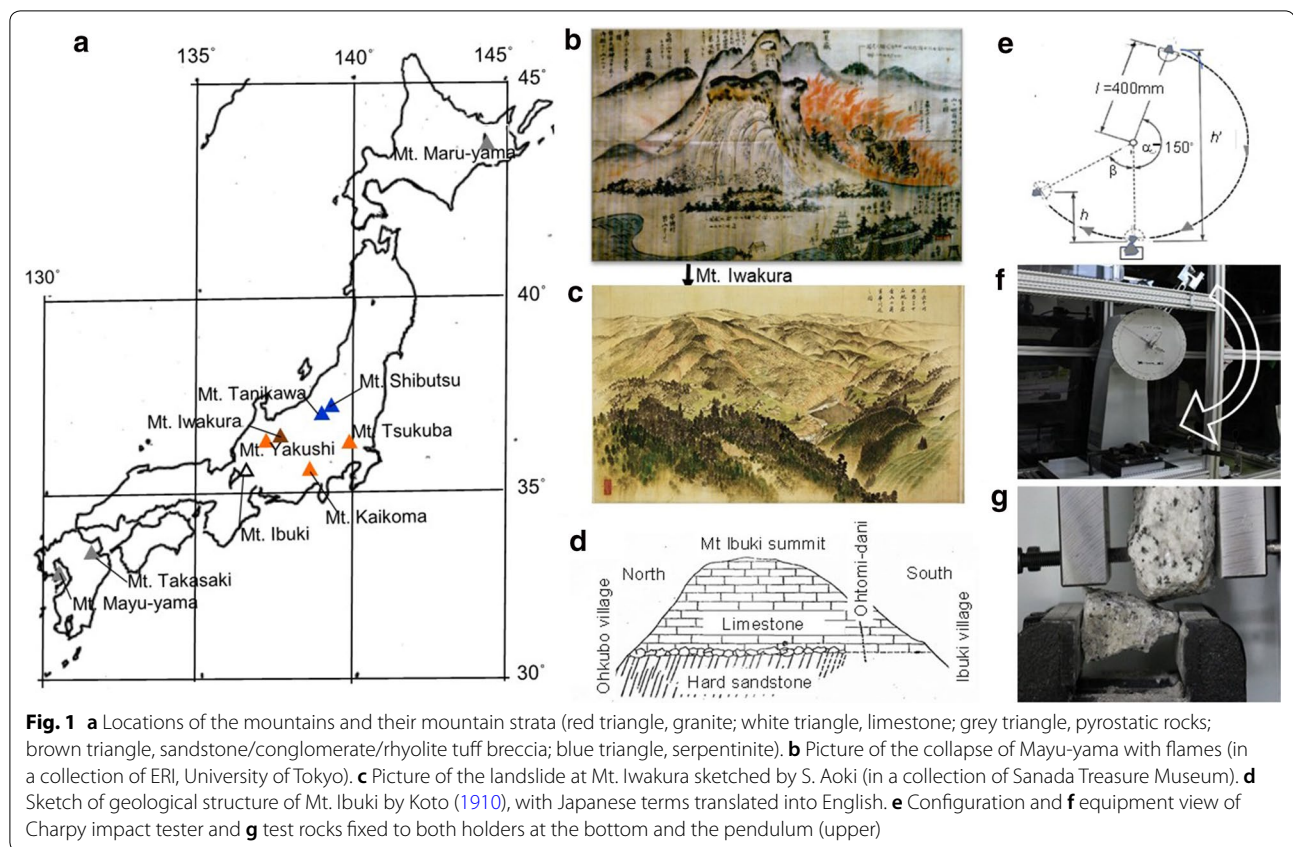 a
145°
140°
135°
45°
Mt. Maru-yama
130°
40°
Mt. Tanikawa
Mt. Shibutsu
Mt. Iwakura
Mt. Tsukuba
Mt. Yakushi
35°
Mt. Kaikoma
Mt. Ibuki
Mt. Takasaki
Mt. Mayu-yama
30°
b
Mt. Iwakura
c
d
Mt Ibuki summit
North
South
Ohkubo village
Ohtomi-dani
Ibuki village
Limestone
Hard sandstone
e
l =400mm
h'
α 150°
β
h
f
g
Fig. 1 a Locations of the mountains and their mountain strata (red triangle, granite; white triangle, limestone; grey triangle, pyrostatic rocks;
brown triangle, sandstone/conglomerate/rhyolite tuff breccia; blue triangle, serpentinite). b Picture of the collapse of Mayu-yama with flames (in
a collection of ERI, University of Tokyo). c Picture of the landslide at Mt. Iwakura sketched by S. Aoki (in a collection of Sanada Treasure Museum). d
Sketch of geological structure of Mt. Ibuki by Koto (1910), with Japanese terms translated into English. e Configuration and f equipment view of
Charpy impact tester and g test rocks fixed to both holders at the bottom and the pendulum (upper)